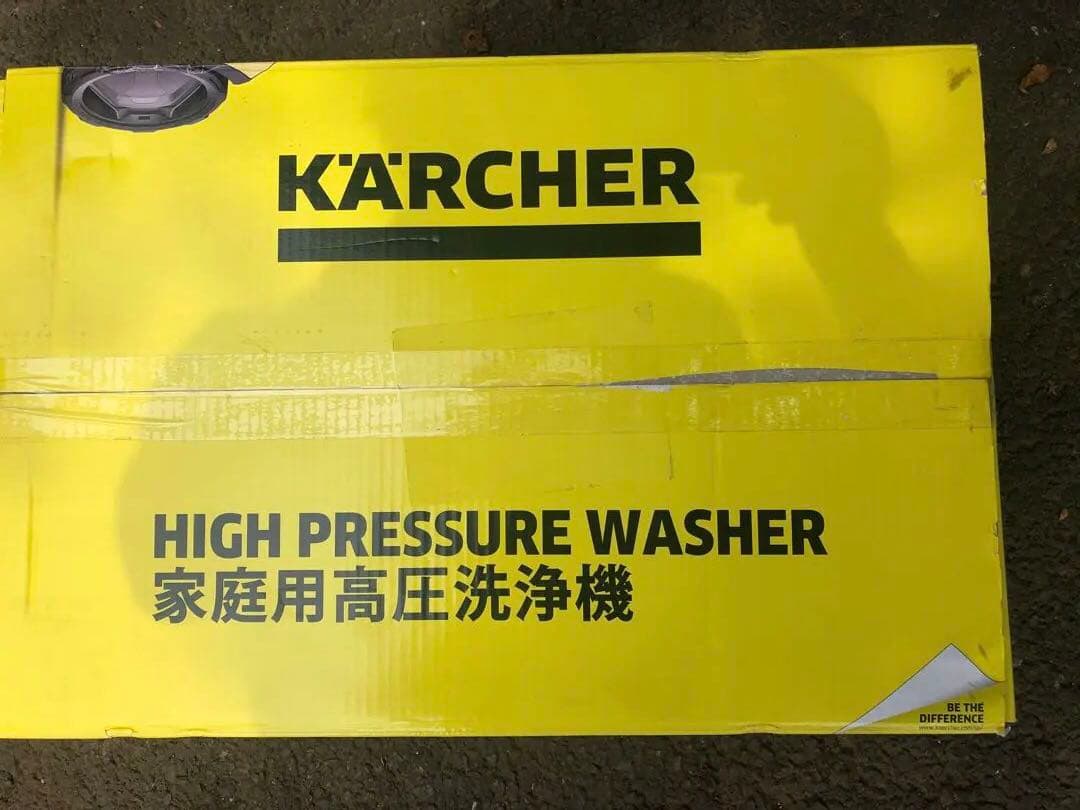 KÄRCHER
HIGH PRESSURE WASHER
家庭用高圧洗浄機
BE THE
DIFFERENCE